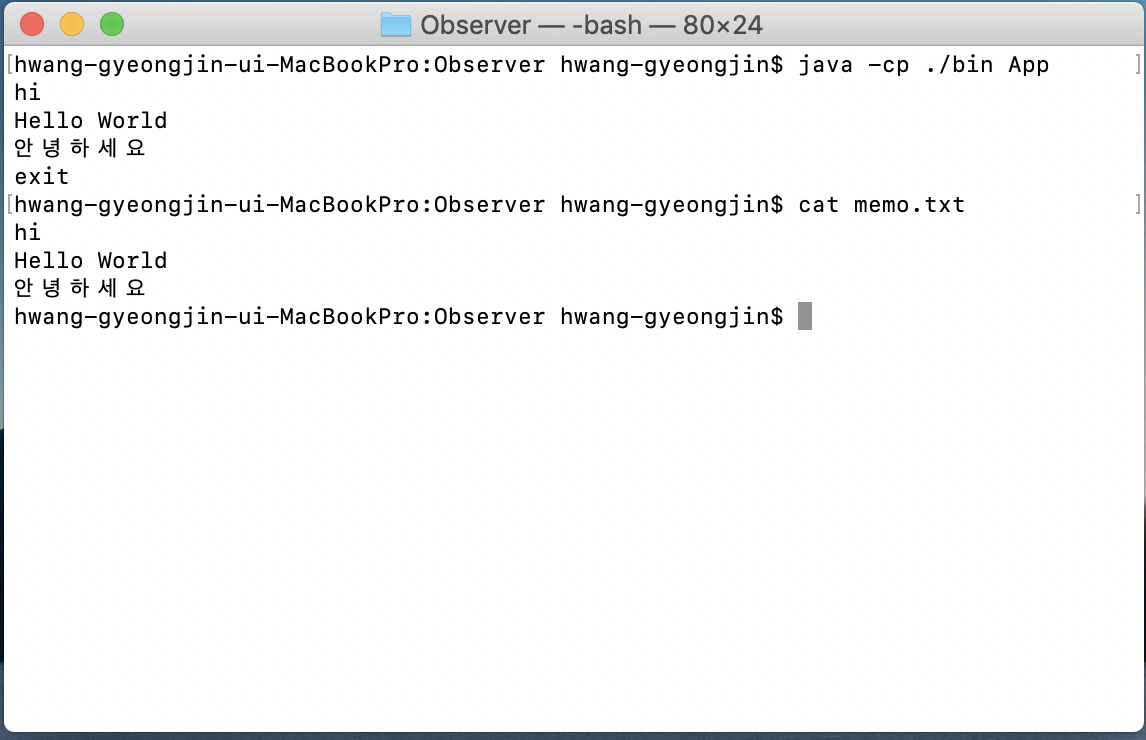 Observer — -bash — 80×24
[hwang-gyeongjin-ui-MacBookPro:Observer hwang-gyeongjin$ java -cp ./bin App ]
hi
Hello World
안녕하세요
exit
[hwang-gyeongjin-ui-MacBookPro:Observer hwang-gyeongjin$ cat memo.txt ]
hi
Hello World
안녕하세요
hwang-gyeongjin-ui-MacBookPro:Observer hwang-gyeongjin$